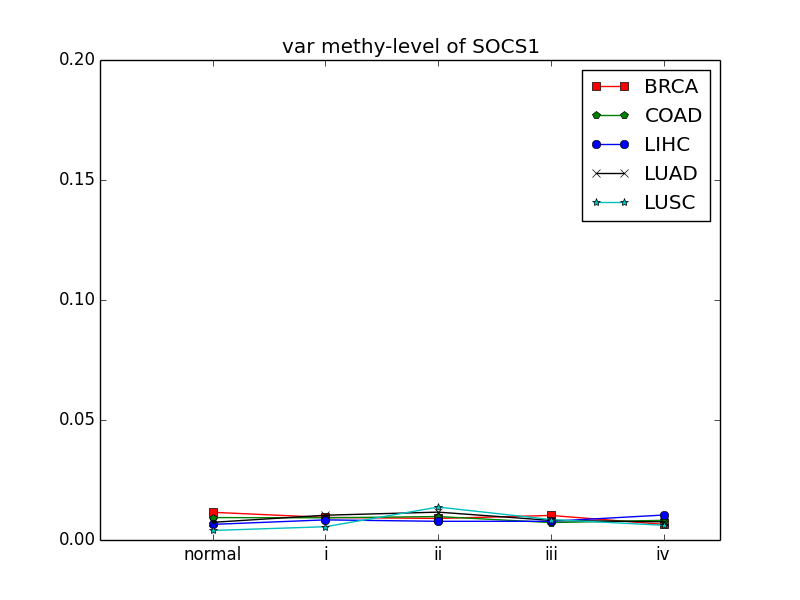 var methy-level of SOCS1
0.20
0.15
0.10
0.05
0.00
normal i ii iii iv
BRCA
COAD
LIHC
LUAD
LUSC